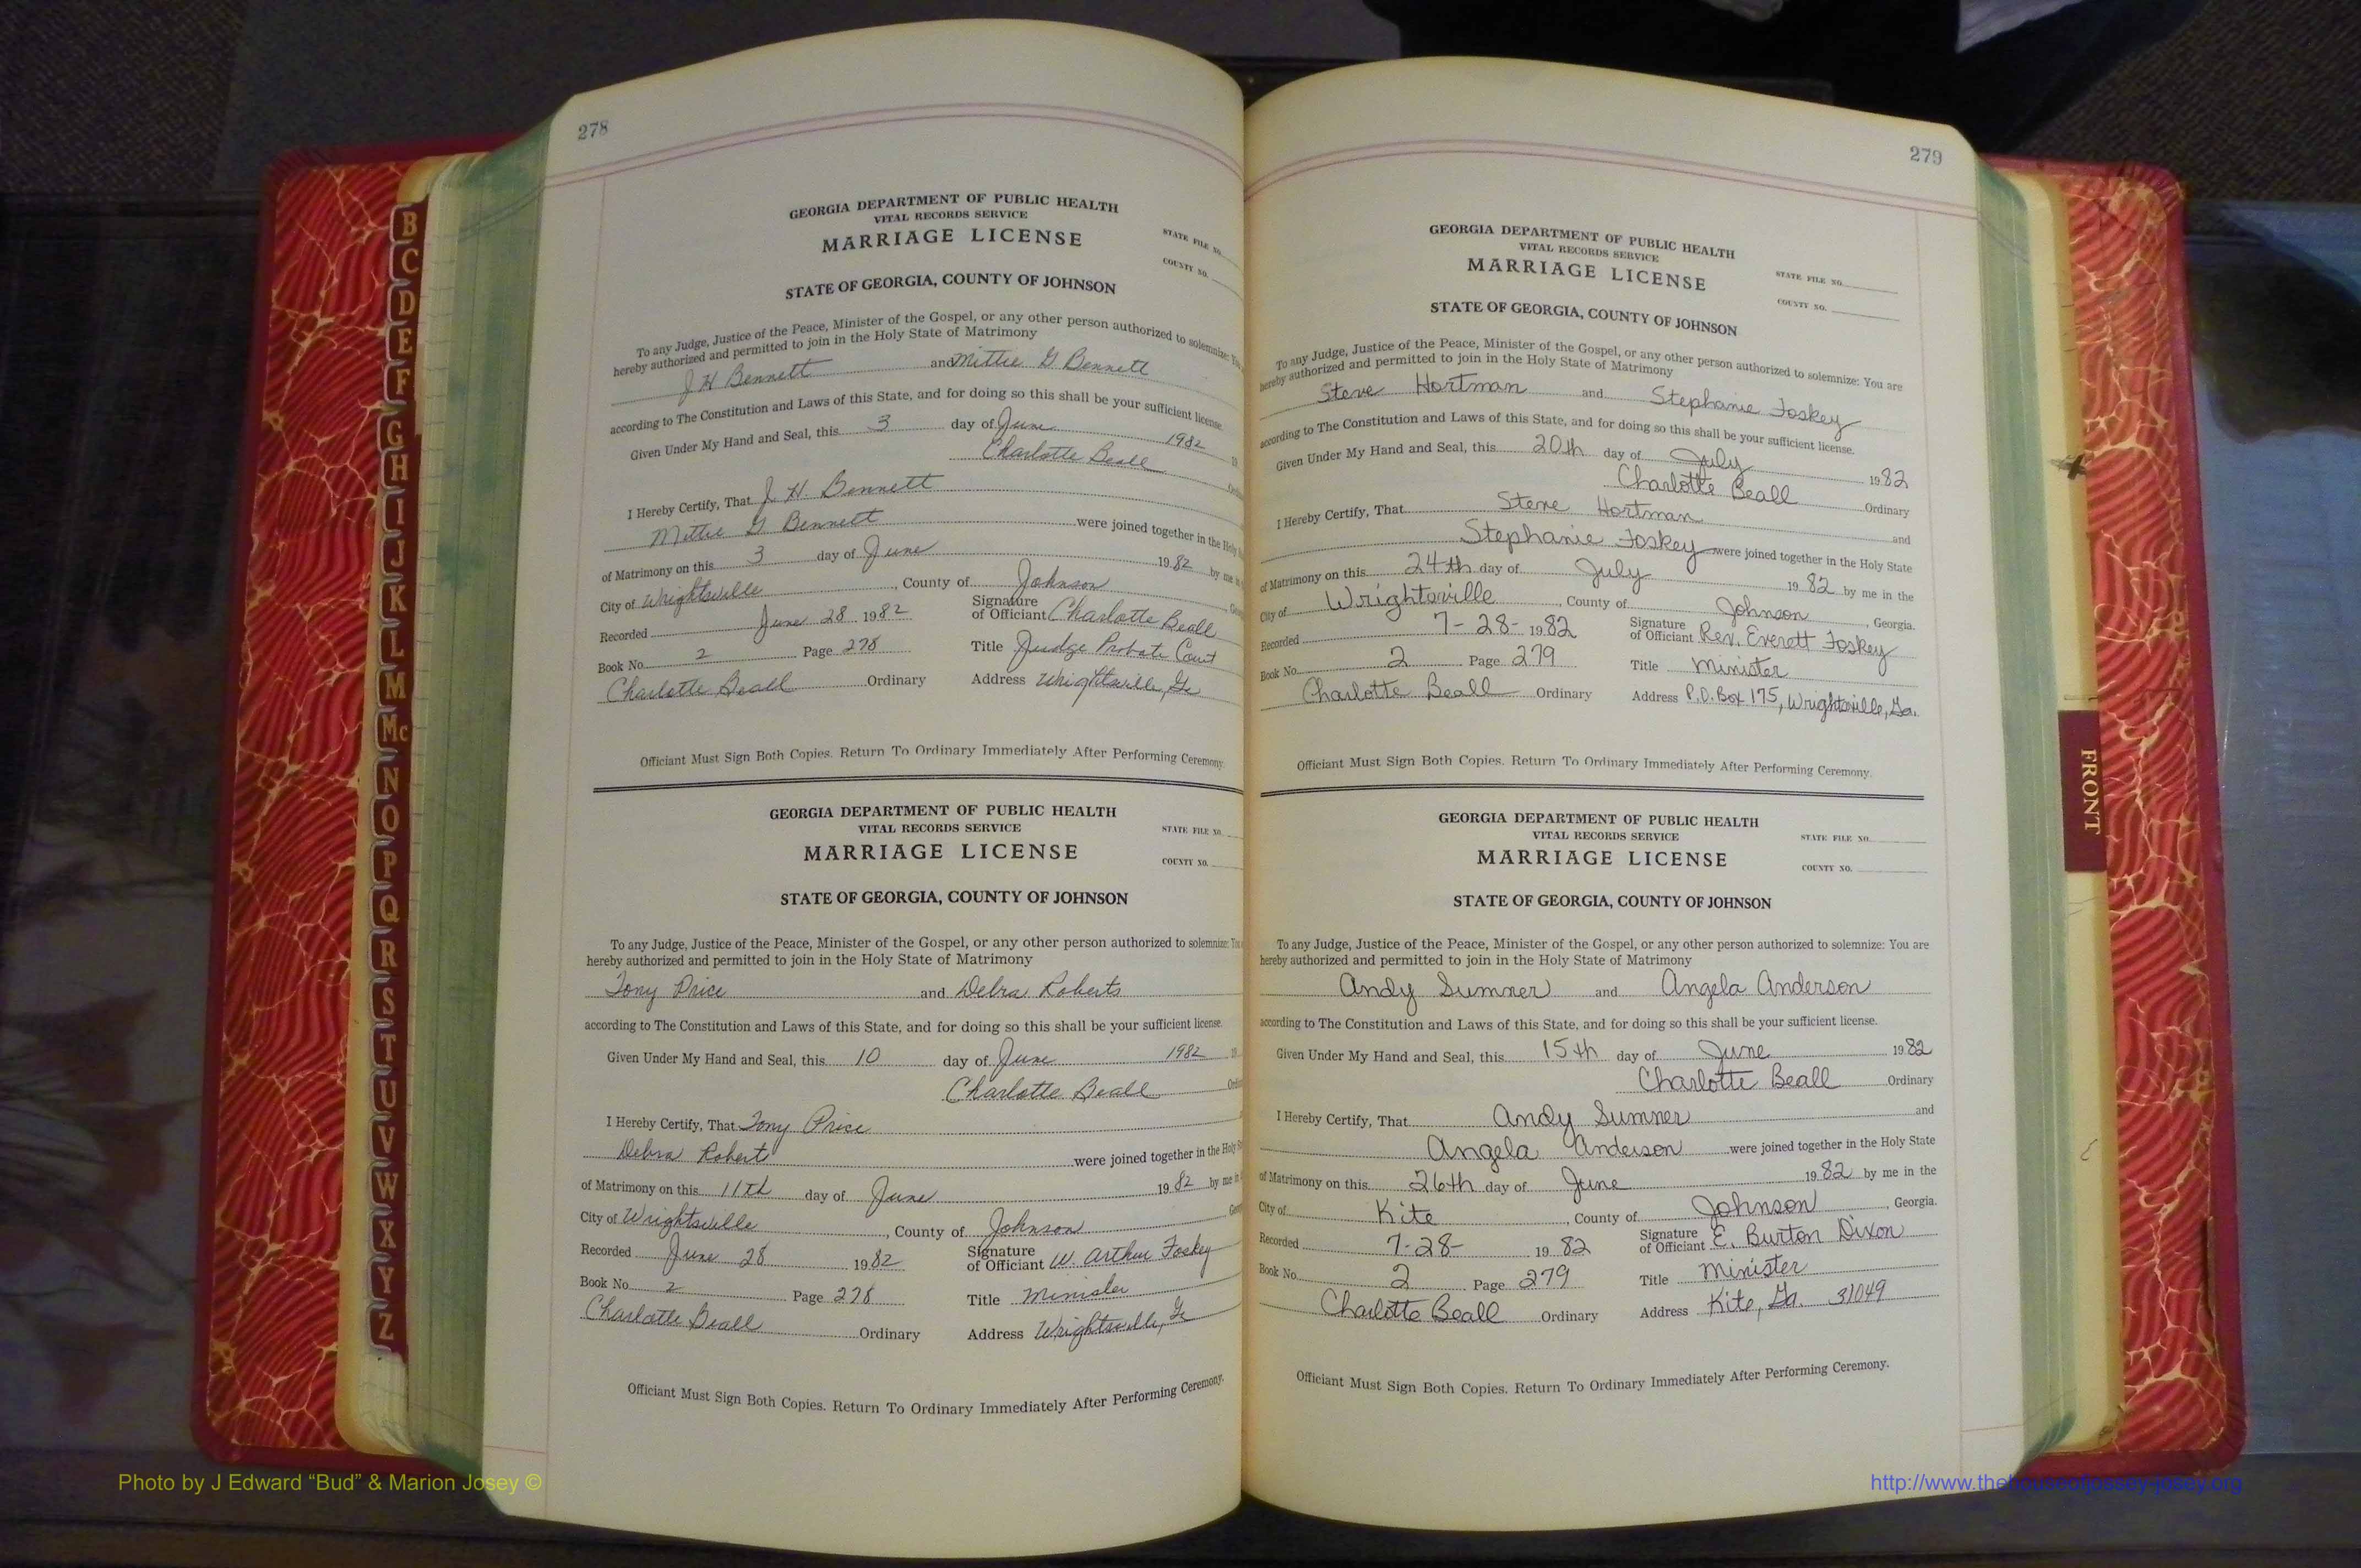 278
GEORGIA DEPARTMENT OF PUBLIC HEALTH
VITAL RECORDS SERVICE
MARRIAGE LICENSE
STATE FILE NO.
COUNTY NO.
STATE OF GEORGIA, COUNTY OF JOHNSON
To any Judge, Justice of the Peace, Minister of the Gospel, or any other person authorized to solemnize: You
hereby authorized and permitted to join in the Holy State of Matrimony
J H Bennett and Mittie G Bennett
according to The Constitution and Laws of this State, and for doing so this shall be your sufficient license.
Given Under My Hand and Seal, this 3 day of June 1982 19
Charlotte Beall
I Hereby Certify, That J H. Bennett
Mittie G Bennett were joined together in the Holy
of Matrimony on this 3 day of June 1982 by me in
City of Wrightsville, County of Johnson
Recorded June 28 1982 Signature of Officiant Charlotte Beall
Book No. 2 Page 278 Title Judge Probate Court
Charlotte Beall Ordinary Address Wrightsville, Ga
Officiant Must Sign Both Copies. Return To Ordinary Immediately After Performing Ceremony.
GEORGIA DEPARTMENT OF PUBLIC HEALTH
VITAL RECORDS SERVICE
MARRIAGE LICENSE
STATE FILE NO.
COUNTY NO.
STATE OF GEORGIA, COUNTY OF JOHNSON
To any Judge, Justice of the Peace, Minister of the Gospel, or any other person authorized to solemnize: You
hereby authorized and permitted to join in the Holy State of Matrimony
Tony Price and Debra Roberts
according to The Constitution and Laws of this State, and for doing so this shall be your sufficient license.
Given Under My Hand and Seal, this 10 day of June 1982 19
Charlotte Beall
I Hereby Certify, That Tony Price
Debra Robert were joined together in the Holy
of Matrimony on this 11th day of June 1982 by me in
City of Wrightsville, County of Johnson
Recorded June 28 1982 Signature of Officiant W. Arthur Foskey
Book No. 2 Page 278 Title Minister
Charlotte Beall Ordinary Address Wrightsville, Ga
Officiant Must Sign Both Copies. Return To Ordinary Immediately After Performing Ceremony.
279
GEORGIA DEPARTMENT OF PUBLIC HEALTH
VITAL RECORDS SERVICE
MARRIAGE LICENSE
STATE FILE NO.
COUNTY NO.
STATE OF GEORGIA, COUNTY OF JOHNSON
To any Judge, Justice of the Peace, Minister of the Gospel, or any other person authorized to solemnize: You are
hereby authorized and permitted to join in the Holy State of Matrimony
Steve Hortman and Stephanie Foskey
according to The Constitution and Laws of this State, and for doing so this shall be your sufficient license.
Given Under My Hand and Seal, this 20th day of July 1982
Charlotte Beall Ordinary
I Hereby Certify, That Steve Hortman and
Stephanie Foskey were joined together in the Holy State
of Matrimony on this 24th day of July 1982 by me in the
City of Wrightsville, County of Johnson, Georgia.
Recorded 7-28- 1982 Signature of Officiant Rev. Everett Foskey
Book No. 2 Page 279 Title Minister
Charlotte Beall Ordinary Address P.O. Box 175, Wrightsville, Ga.
Officiant Must Sign Both Copies. Return To Ordinary Immediately After Performing Ceremony.
GEORGIA DEPARTMENT OF PUBLIC HEALTH
VITAL RECORDS SERVICE
MARRIAGE LICENSE
STATE FILE NO.
COUNTY NO.
STATE OF GEORGIA, COUNTY OF JOHNSON
To any Judge, Justice of the Peace, Minister of the Gospel, or any other person authorized to solemnize: You are
hereby authorized and permitted to join in the Holy State of Matrimony
Andy Sumner and Angela Anderson
according to The Constitution and Laws of this State, and for doing so this shall be your sufficient license.
Given Under My Hand and Seal, this 15th day of June 1982
Charlotte Beall Ordinary
I Hereby Certify, That Andy Sumner and
Angela Anderson were joined together in the Holy State
of Matrimony on this 26th day of June 1982 by me in the
City of Kite, County of Johnson, Georgia.
Recorded 7-28- 1982 Signature of Officiant E. Burton Dixon
Book No. 2 Page 279 Title Minister
Charlotte Beall Ordinary Address Kite, Ga. 31049
Officiant Must Sign Both Copies. Return To Ordinary Immediately After Performing Ceremony.
B
C
D
E
F
G
H
I
J
K
L
M
Mc
N
O
P
Q
R
S
T
U
V
W
X
Y
Z
FRONT
Photo by J Edward “Bud” & Marion Josey ©
http://www.thehouseofjossey-josey.org